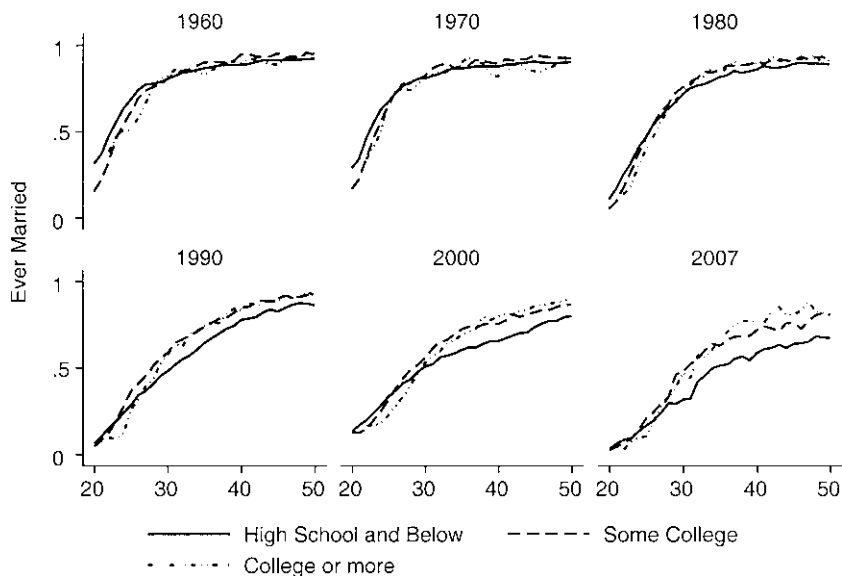 1960 1970 1980
1
.5
0
Ever Married
1990 2000 2007
1
.5
0
20 30 40 50 20 30 40 50 20 30 40 50
High School and Below Some College
College or more